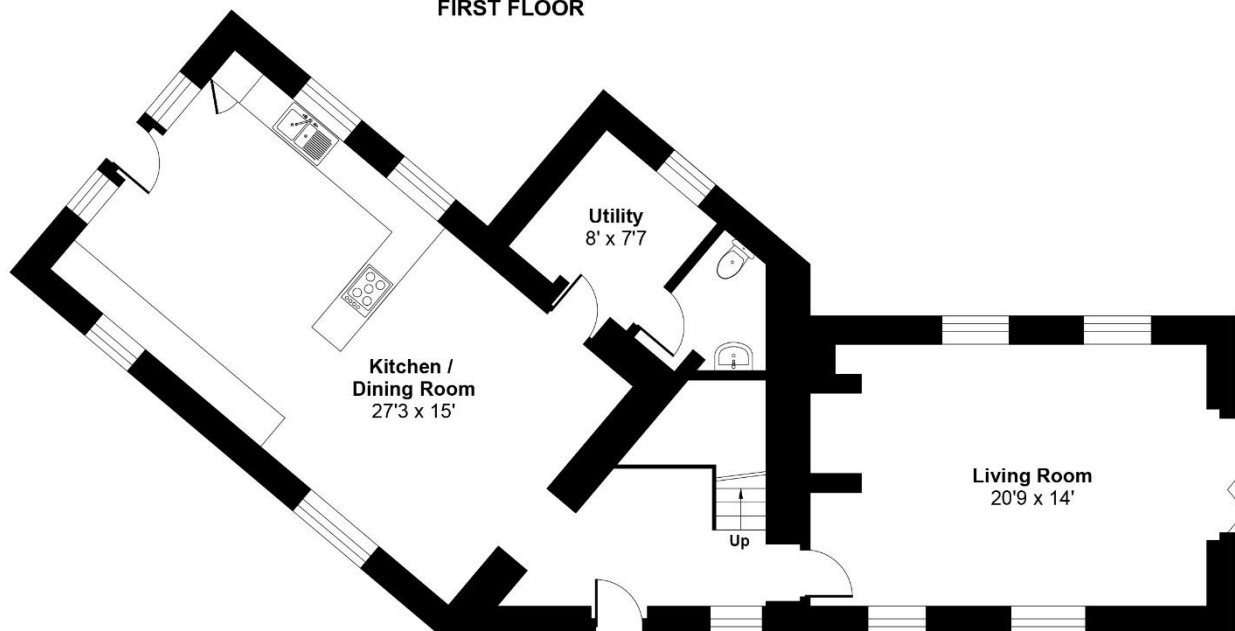 FIRST FLOOR
Utility
8' x 7'7
Kitchen /
Dining Room
27'3 x 15'
Living Room
20'9 x 14'
Up